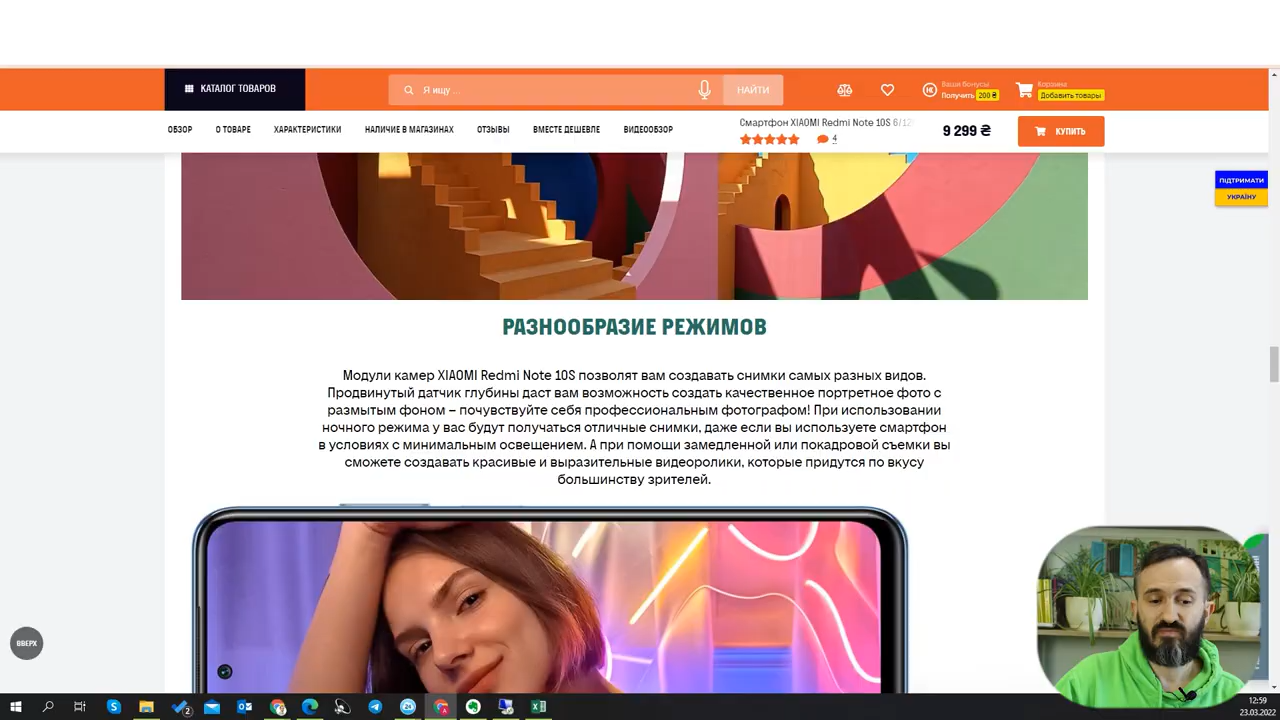 КАТАЛОГ ТОВАРОВ
Я ищу ...
НАЙТИ
Ваши бонусы:
Получить 200 ₴
Корзина:
Добавить товары
ОБЗОР
О ТОВАРЕ
ХАРАКТЕРИСТИКИ
НАЛИЧИЕ В МАГАЗИНАХ
ОТЗЫВЫ
ВМЕСТЕ ДЕШЕВЛЕ
ВИДЕООБЗОР
Смартфон XIAOMI Redmi Note 10S 6/12
4
9 299 ₴
КУПИТЬ
ПІДТРИМАТИ
УКРАЇНУ
РАЗНООБРАЗИЕ РЕЖИМОВ
Модули камер XIAOMI Redmi Note 10S позволят вам создавать снимки самых разных видов.
Продвинутый датчик глубины даст вам возможность создать качественное портретное фото с
размытым фоном – почувствуйте себя профессиональным фотографом! При использовании
ночного режима у вас будут получаться отличные снимки, даже если вы используете смартфон
в условиях с минимальным освещением. А при помощи замедленной или покадровой съемки вы
сможете создавать красивые и выразительные видеоролики, которые придутся по вкусу
большинству зрителей.
ВВЕРХ
2
12:59
23.03.2022